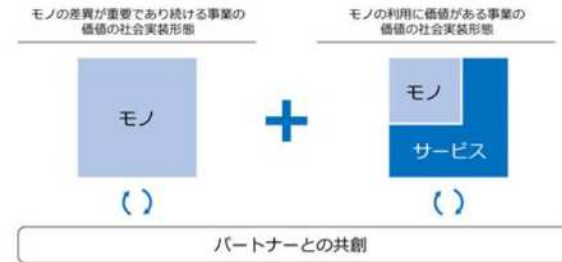 モノの差異が重要であり続ける事業の
価値の社会実装形態
モノの利用に価値がある事業の
価値の社会実装形態
モノ
モノ
サービス
パートナーとの共創